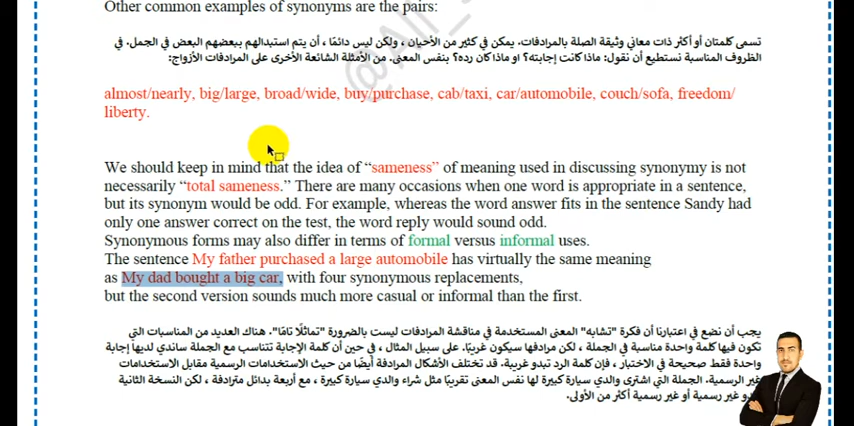 Other common examples of synonyms are the pairs:
تسمى كلمتان أو أكثر ذات معاني وثيقة الصلة بالمرادفات. يمكن في كثير من الأحيان ، ولكن ليس دائمًا ، أن يتم استبدالهم ببعضهم البعض في الجمل. في
الظروف المناسبة نستطيع أن نقول: ماذا كانت إجابته؟ او ماذا كان رده؟ بنفس المعنى. من الأمثلة الشائعة الأخرى على المرادفات الأزواج:
almost/nearly, big/large, broad/wide, buy/purchase, cab/taxi, car/automobile, couch/sofa, freedom/
liberty.
We should keep in mind that the idea of “sameness” of meaning used in discussing synonymy is not
necessarily “total sameness.” There are many occasions when one word is appropriate in a sentence,
but its synonym would be odd. For example, whereas the word answer fits in the sentence Sandy had
only one answer correct on the test, the word reply would sound odd.
Synonymous forms may also differ in terms of formal versus informal uses.
The sentence My father purchased a large automobile has virtually the same meaning
as My dad bought a big car, with four synonymous replacements,
but the second version sounds much more casual or informal than the first.
يجب أن نضع في اعتبارنا أن فكرة "تشابه" المعنى المستخدمة في مناقشة المرادفات ليست بالضرورة "تماثلًا تامًا". هناك العديد من المناسبات التي
تكون فيها كلمة واحدة مناسبة في الجملة ، لكن مرادفها سيكون غريبًا. على سبيل المثال ، في حين أن كلمة الإجابة تتناسب مع الجملة ساندي لديها إجابة
واحدة فقط صحيحة في الاختبار ، فإن كلمة الرد تبدو غريبة. قد تختلف الأشكال المرادفة أيضًا من حيث الاستخدامات الرسمية مقابل الاستخدامات
غير الرسمية. الجملة التي اشترى والدي سيارة كبيرة لها نفس المعنى تقريبًا مثل شراء والدي سيارة كبيرة ، مع أربعة بدائل مترادفة ، لكن النسخة الثانية
أكثر من الأولى. غير رسمية أو